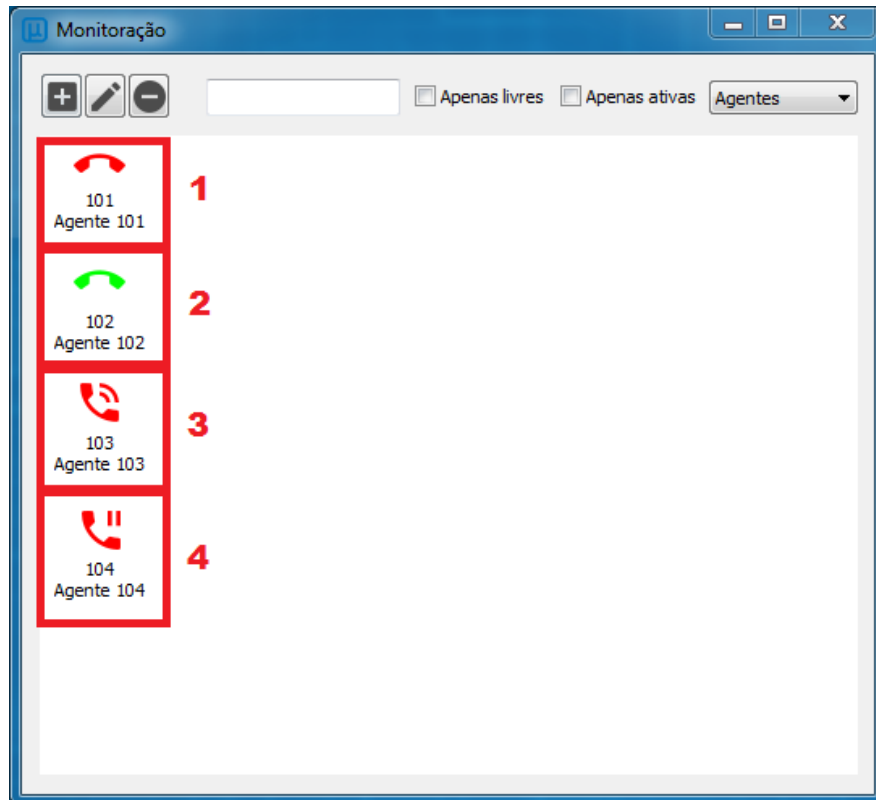 µ Monitoração
Apenas livres Apenas ativas Agentes
101
Agente 101
1
102
Agente 102
2
103
Agente 103
3
104
Agente 104
4